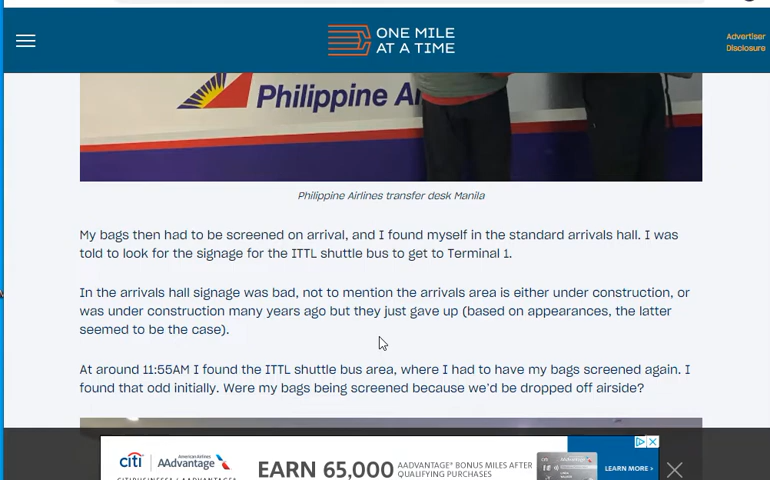 ONE MILE
AT A TIME
Advertiser
Disclosure
Philippine Ai
Philippine Airlines transfer desk Manila
My bags then had to be screened on arrival, and I found myself in the standard arrivals hall. I was
told to look for the signage for the ITTL shuttle bus to get to Terminal 1.
In the arrivals hall signage was bad, not to mention the arrivals area is either under construction, or
was under construction many years ago but they just gave up (based on appearances, the latter
seemed to be the case).
At around 11:55AM I found the ITTL shuttle bus area, where I had to have my bags screened again. I
found that odd initially. Were my bags being screened because we'd be dropped off airside?
citi
American Airlines
AAdvantage
EARN 65,000
AADVANTAGE® BONUS MILES AFTER
QUALIFYING PURCHASES
LEARN MORE >
CITIBUSINESS® / AADVANTAGE®